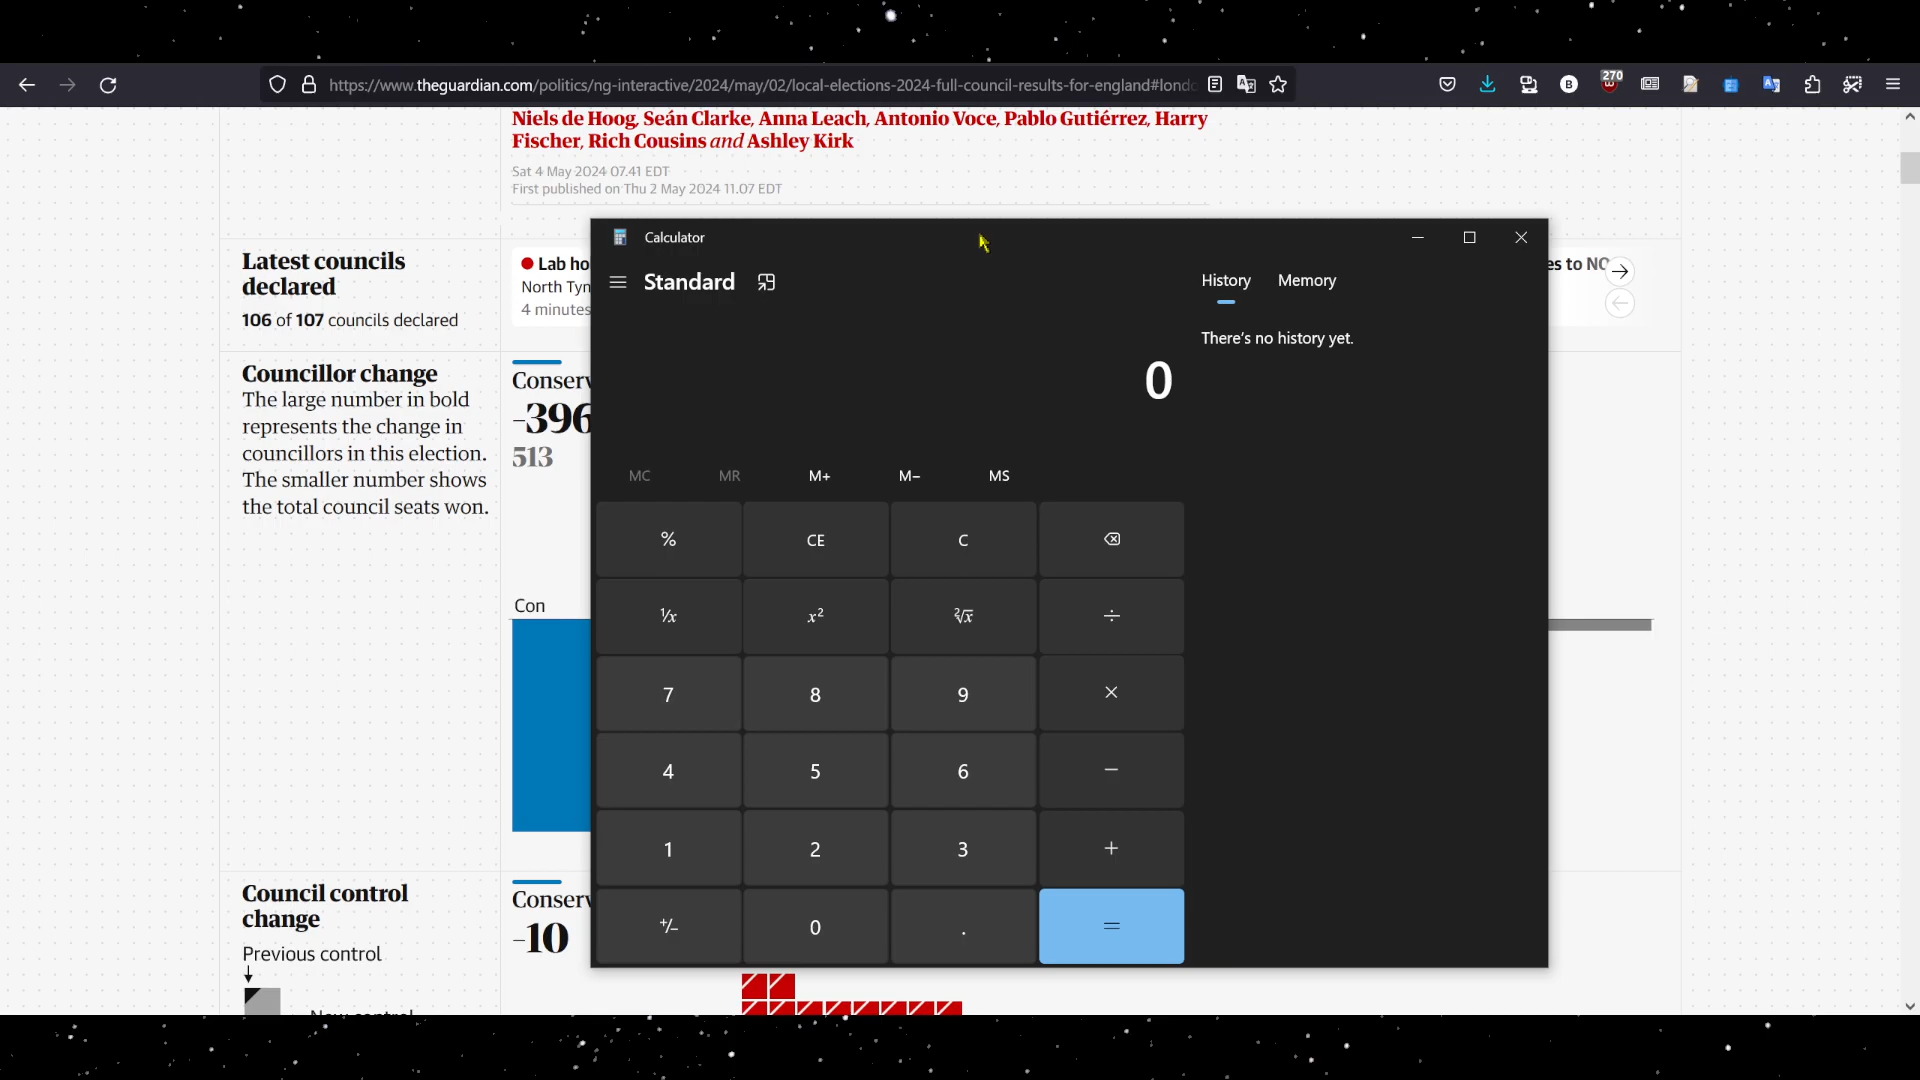 https://www.theguardian.com/politics/ng-interactive/2024/may/02/local-elections-2024-full-council-results-for-england#londo
270
Niels de Hoog, Seán Clarke, Anna Leach, Antonio Voce, Pablo Gutiérrez, Harry
Fischer, Rich Cousins and Ashley Kirk
Sat 4 May 2024 07.41 EDT
First published on Thu 2 May 2024 11.07 EDT
Latest councils
declared
106 of 107 councils declared
Lab ho
North Tyn
4 minutes
es to NO
Councillor change
The large number in bold
represents the change in
councillors in this election.
The smaller number shows
the total council seats won.
Conserv
-396
513
Con
Council control
change
Previous control
Conserv
-10
Calculator
Standard
History Memory
There's no history yet.
0
MC MR M+ M− MS
% CE C
⅟x x² ²√x ÷
7 8 9 ×
4 5 6 −
1 2 3 +
+/− 0 . =